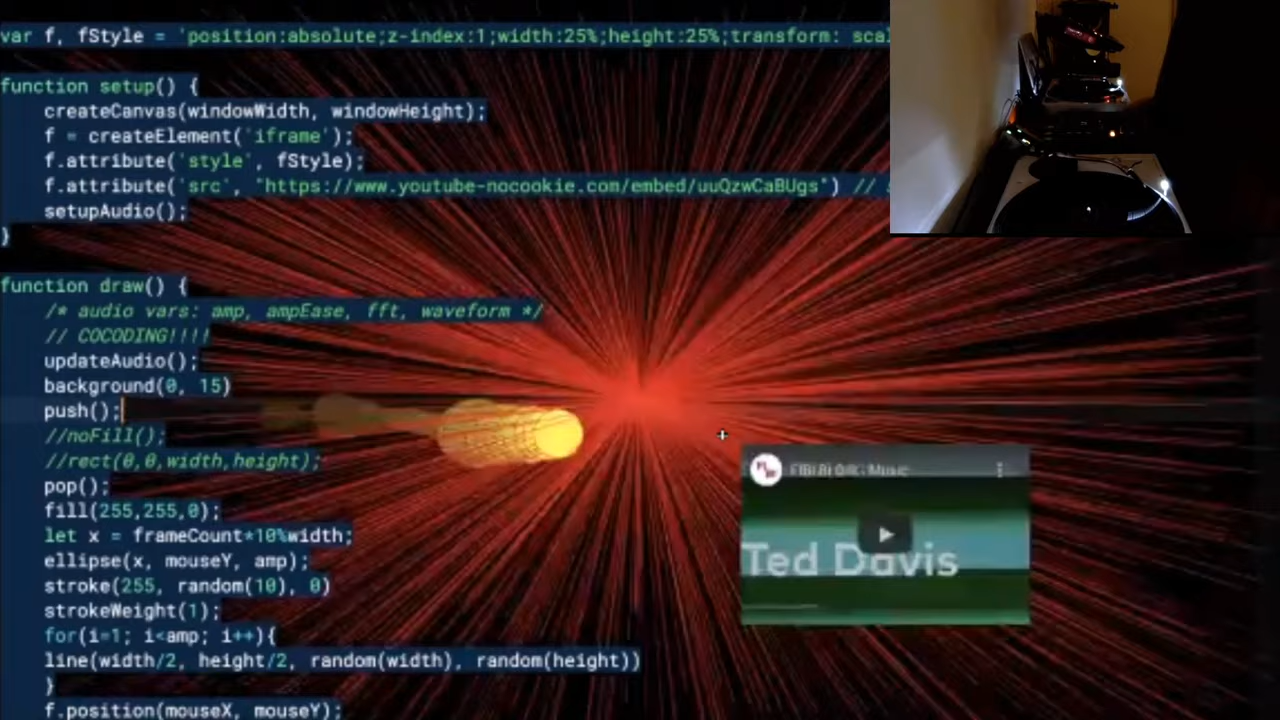 var f, fStyle = 'position:absolute;z-index:1;width:25%;height:25%;transform: scal
function setup() {
createCanvas(windowWidth, windowHeight);
f = createElement('iframe');
f.attribute('style', fStyle);
f.attribute('src', "https://www.youtube-nocookie.com/embed/uuQzwCaBUgs") // s
setupAudio();
}
function draw() {
/* audio vars: amp, ampEase, fft, waveform */
// COCODING!!!!
updateAudio();
background(0, 15)
push();
//noFill();
//rect(0,0,width,height);
pop();
fill(255,255,0);
let x = frameCount*10%width;
ellipse(x, mouseY, amp);
stroke(255, random(10), 0)
strokeWeight(1);
for(i=1; i<amp; i++){
line(width/2, height/2, random(width), random(height))
}
f.position(mouseX, mouseY);
Ted Davis